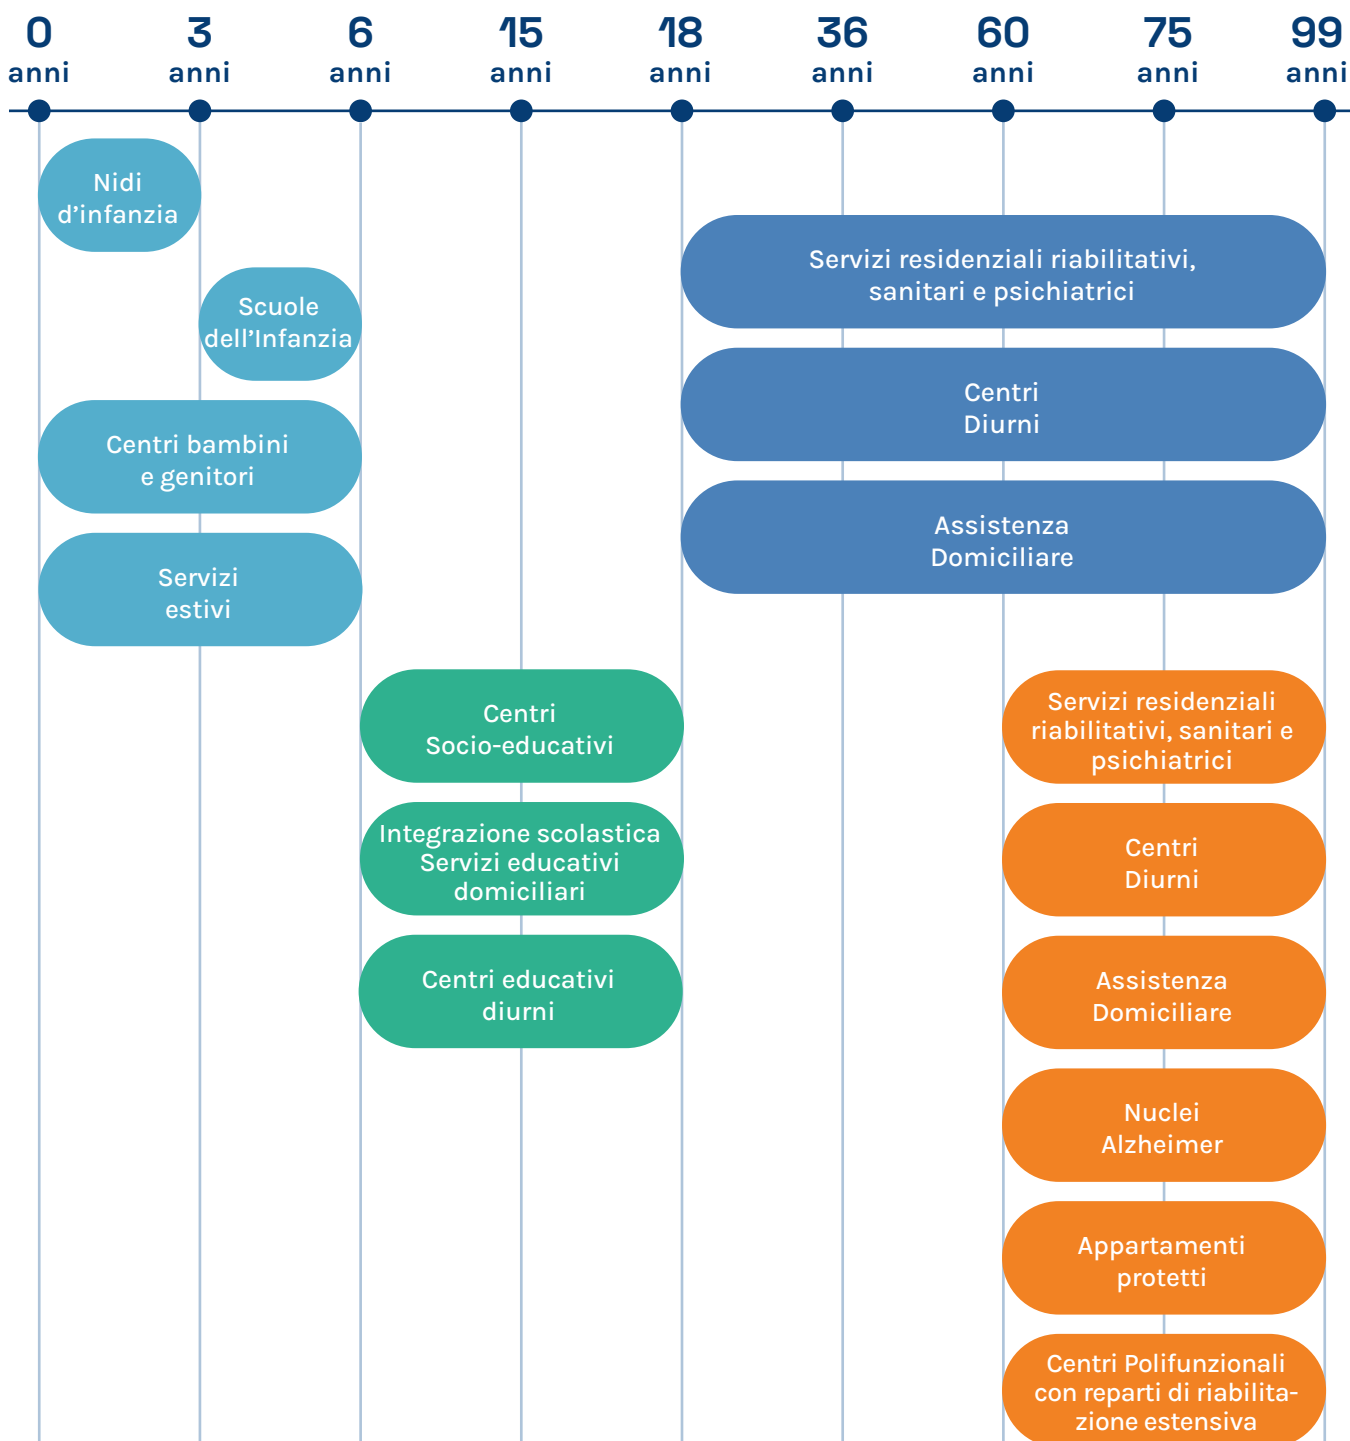 0 3 6 15 18 36 60 75 99
anni anni anni anni anni anni anni anni anni
Nidi
d'infanzia
Scuole
dell'Infanzia
Centri bambini
e genitori
Servizi
estivi
Servizi residenziali riabilitativi,
sanitari e psichiatrici
Centri
Diurni
Assistenza
Domiciliare
Centri
Socio-educativi
Integrazione scolastica
Servizi educativi
domiciliari
Centri educativi
diurni
Servizi residenziali
riabilitativi, sanitari e
psichiatrici
Centri
Diurni
Assistenza
Domiciliare
Nuclei
Alzheimer
Appartamenti
protetti
Centri Polifunzionali
con reparti di riabilita-
zione estensiva